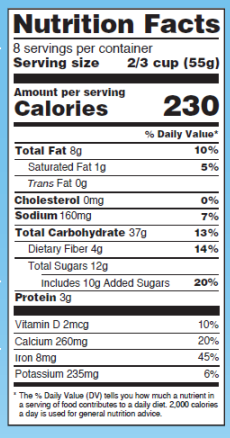 Nutrition Facts
8 servings per container
Serving size 2/3 cup (55g)
Amount per serving
Calories 230
% Daily Value*
Total Fat 8g 10%
Saturated Fat 1g 5%
Trans Fat 0g
Cholesterol 0mg 0%
Sodium 160mg 7%
Total Carbohydrate 37g 13%
Dietary Fiber 4g 14%
Total Sugars 12g
Includes 10g Added Sugars 20%
Protein 3g
Vitamin D 2mcg 10%
Calcium 260mg 20%
Iron 8mg 45%
Potassium 235mg 6%
* The % Daily Value (DV) tells you how much a nutrient in
a serving of food contributes to a daily diet. 2,000 calories
a day is used for general nutrition advice.